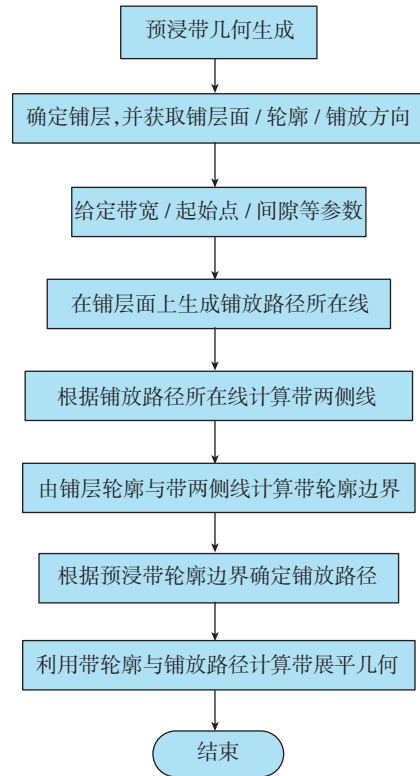 预浸带几何生成
确定铺层,并获取铺层面 / 轮廓 / 铺放方向
给定带宽 / 起始点 / 间隙等参数
在铺层面上生成铺放路径所在线
根据铺放路径所在线计算带两侧线
由铺层轮廓与带两侧线计算带轮廓边界
根据预浸带轮廓边界确定铺放路径
利用带轮廓与铺放路径计算带展平几何
结束